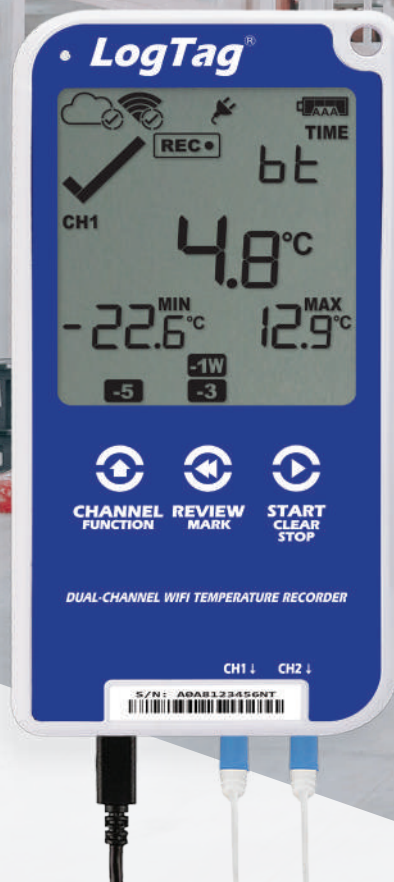 LogTag®
AAA
TIME
REC
bt
CH1
4.8°C
MIN
MAX
-22.6°C
12.9°C
-1W
-5
-3
CHANNEL
FUNCTION
REVIEW
MARK
START
CLEAR
STOP
DUAL-CHANNEL WIFI TEMPERATURE RECORDER
CH1↓ CH2↓
S/N: A0A8123456NT